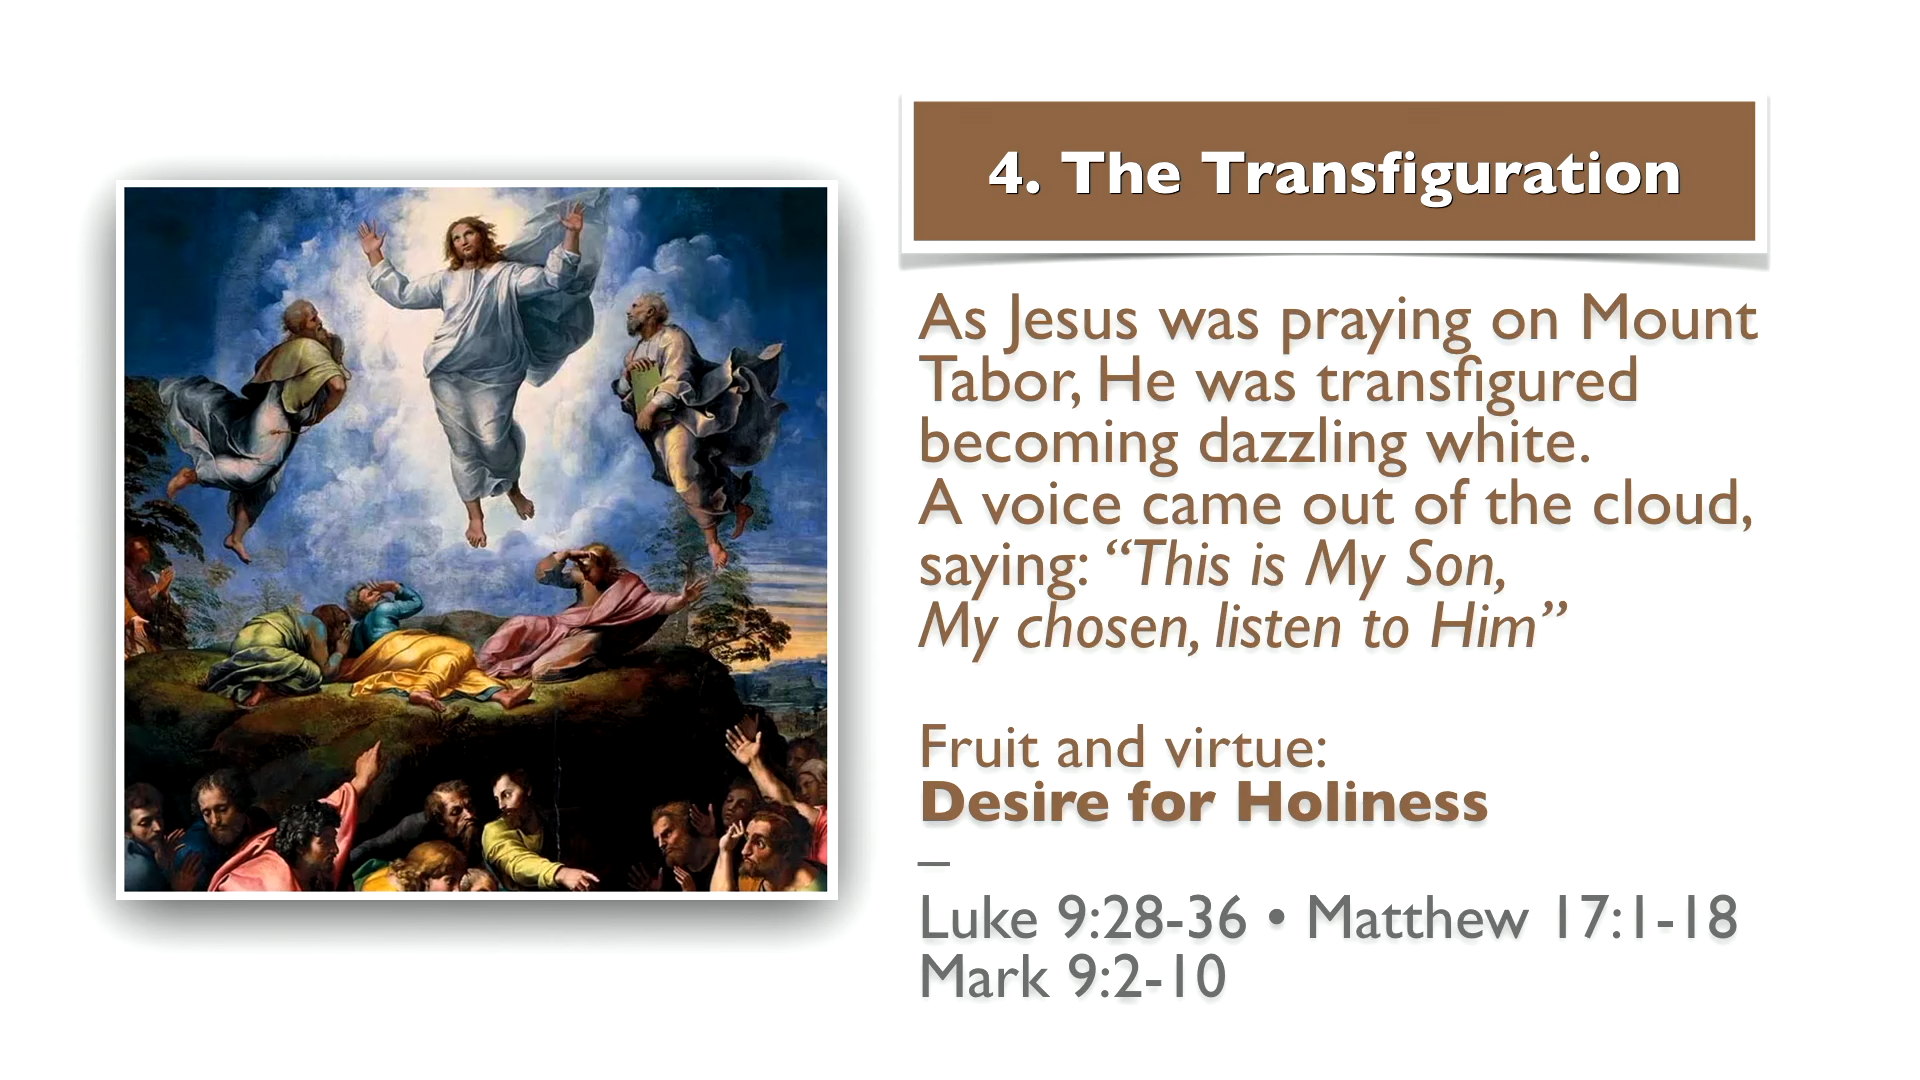 4. The Transfiguration
As Jesus was praying on Mount
Tabor, He was transfigured
becoming dazzling white.
A voice came out of the cloud,
saying: “This is My Son,
My chosen, listen to Him”
Fruit and virtue:
Desire for Holiness
–
Luke 9:28-36 • Matthew 17:1-18
Mark 9:2-10